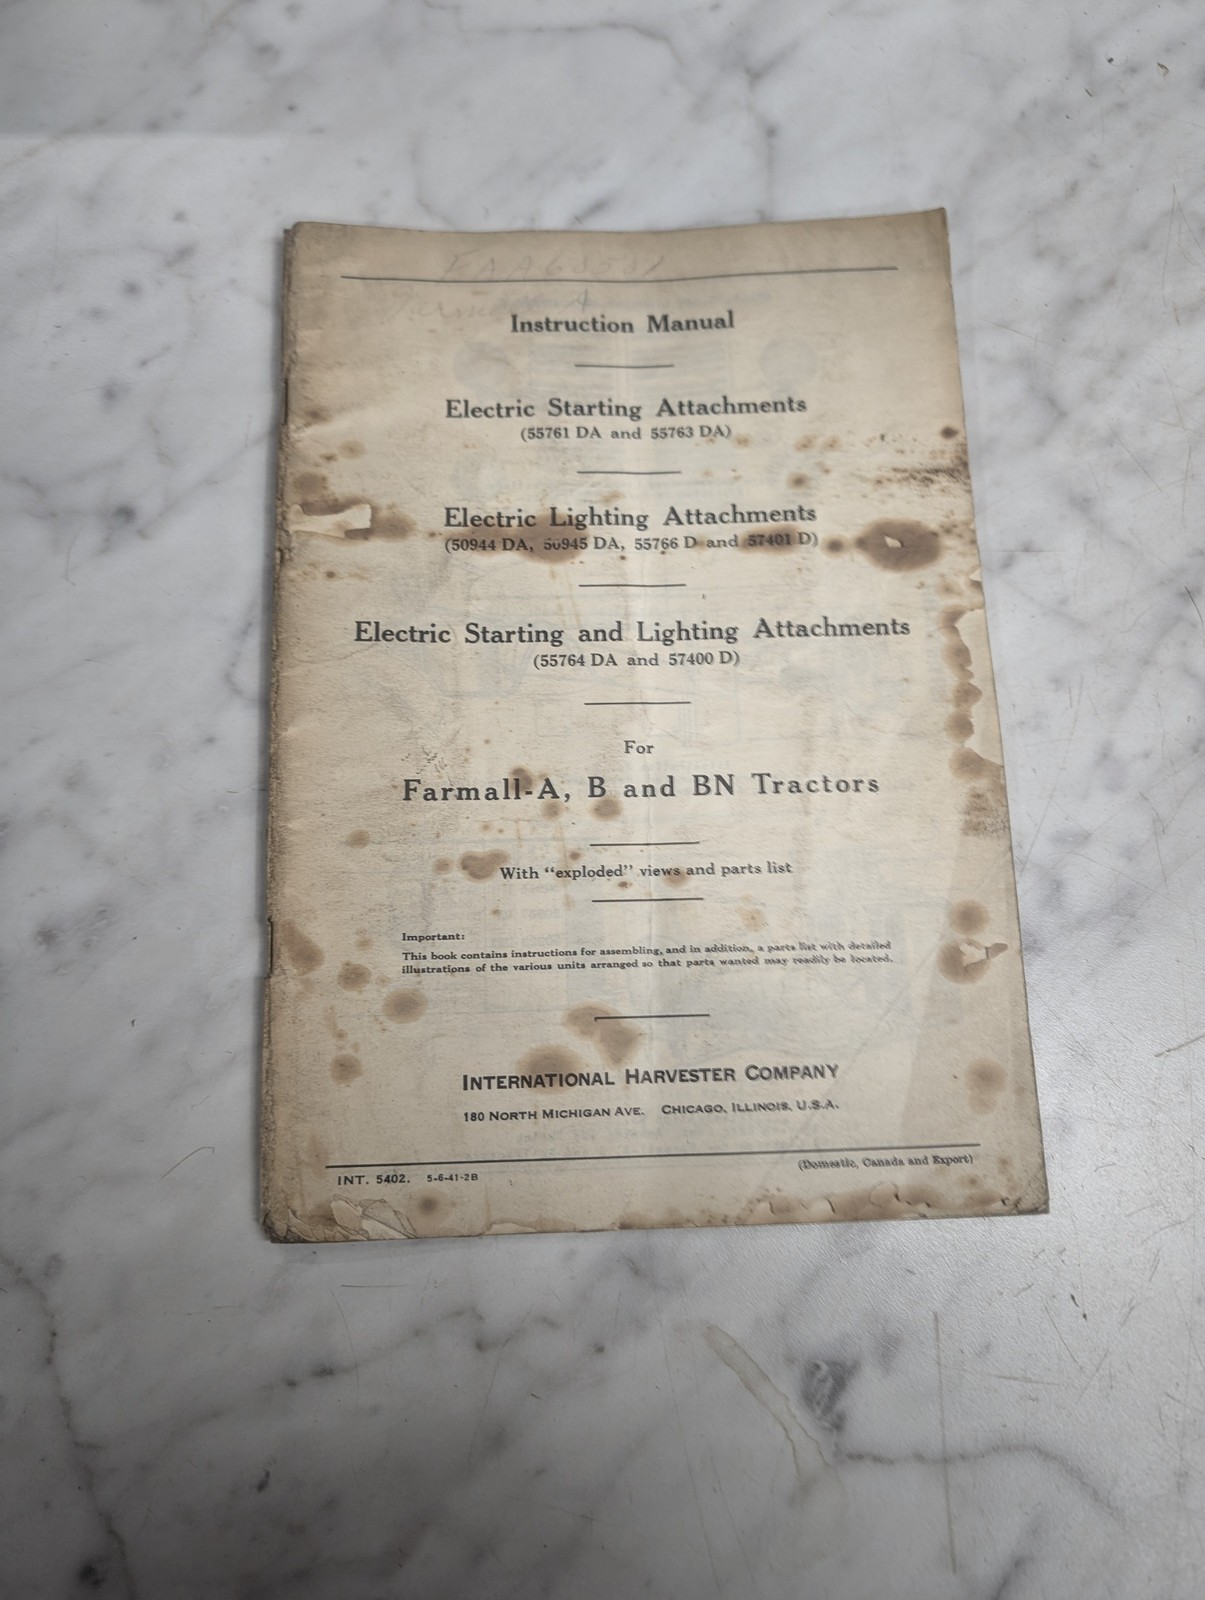 Instruction Manual
Electric Starting Attachments
(55761 DA and 55763 DA)
Electric Lighting Attachments
(50944 DA, 50945 DA, 55766 D and 57401 D)
Electric Starting and Lighting Attachments
(55764 DA and 57400 D)
For
Farmall-A, B and BN Tractors
With "exploded" views and parts list
Important:
This book contains instructions for assembling, and in addition, a parts list with detailed
illustrations of the various units arranged so that parts wanted may readily be located.
INTERNATIONAL HARVESTER COMPANY
180 NORTH MICHIGAN AVE. CHICAGO, ILLINOIS, U.S.A.
(Domestic, Canada and Export)
INT. 5402. 5-6-41-2B